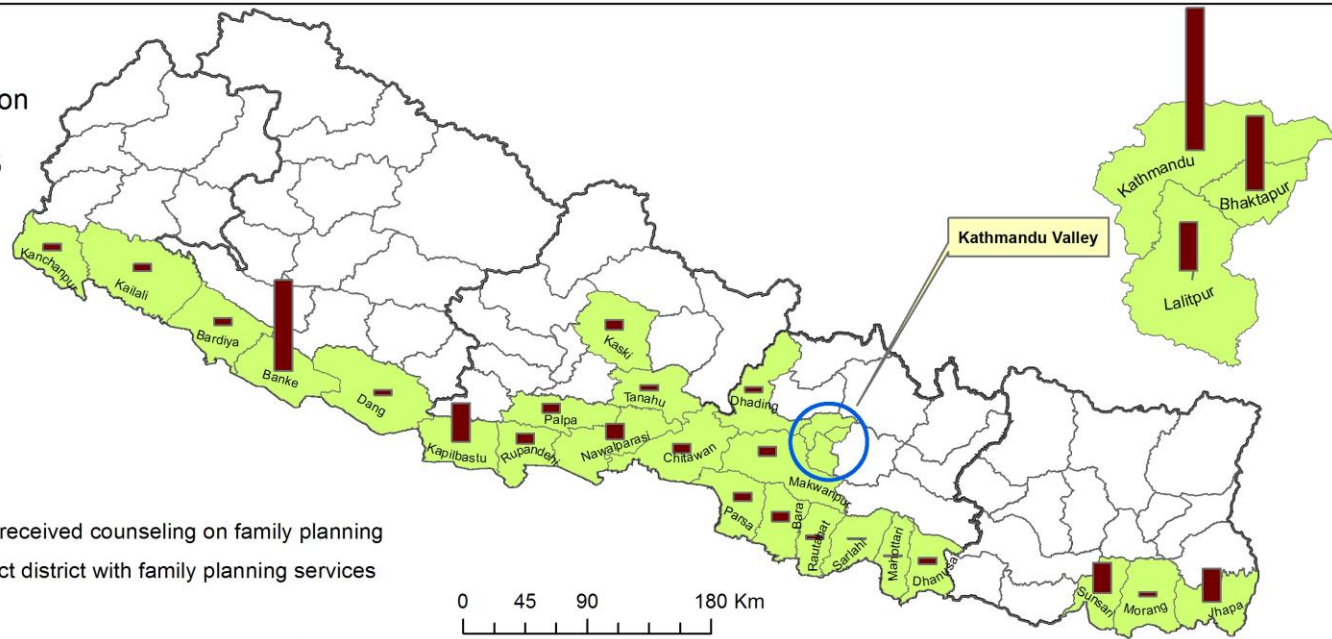 on
Kathmandu
Bhaktapur
Kathmandu Valley
Lalitpur
Kanchanpur
Kailali
Bardiya
Banke
Dang
Kaski
Tanahu
Dhading
Palpa
Kapilbastu
Rupandehi
Nawalparasi
Chitawan
Makwanpur
Parsa
Bara
Rautahat
Sarlahi
Mahottari
Dhanusa
Sunsari
Morang
Jhapa
received counseling on family planning
ct district with family planning services
0 45 90 180 Km